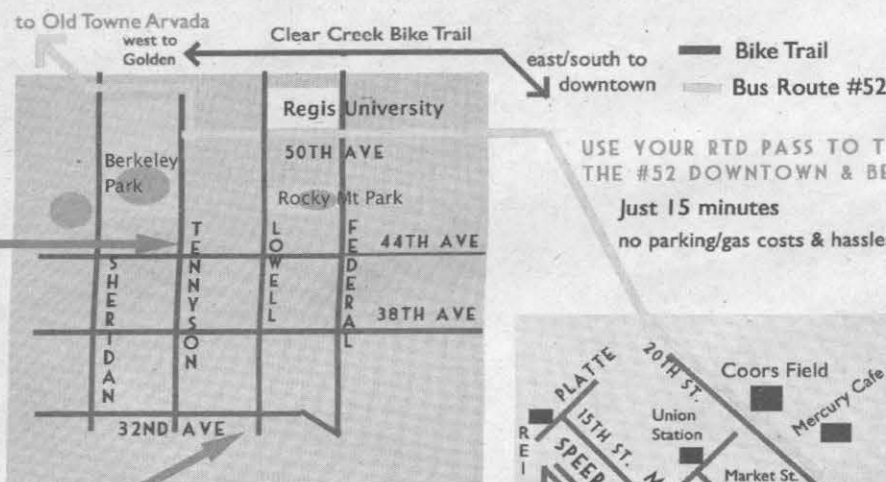 to Old Towne Arvada
west to
Golden
Clear Creek Bike Trail
east/south to
downtown
Bike Trail
Bus Route #52
Regis University
50TH AVE
Berkeley
Park
Rocky Mt Park
USE YOUR RTD PASS TO T
THE #52 DOWNTOWN & BE
Just 15 minutes
no parking/gas costs & hassle
44TH AVE
38TH AVE
SHERIDAN
TENNYSON
LOWELL
FEDERAL
32ND AVE
PLATTE
20TH ST.
Coors Field
Mercury Cafe
REI
15TH ST.
SPEER
Union
Station
Market St.